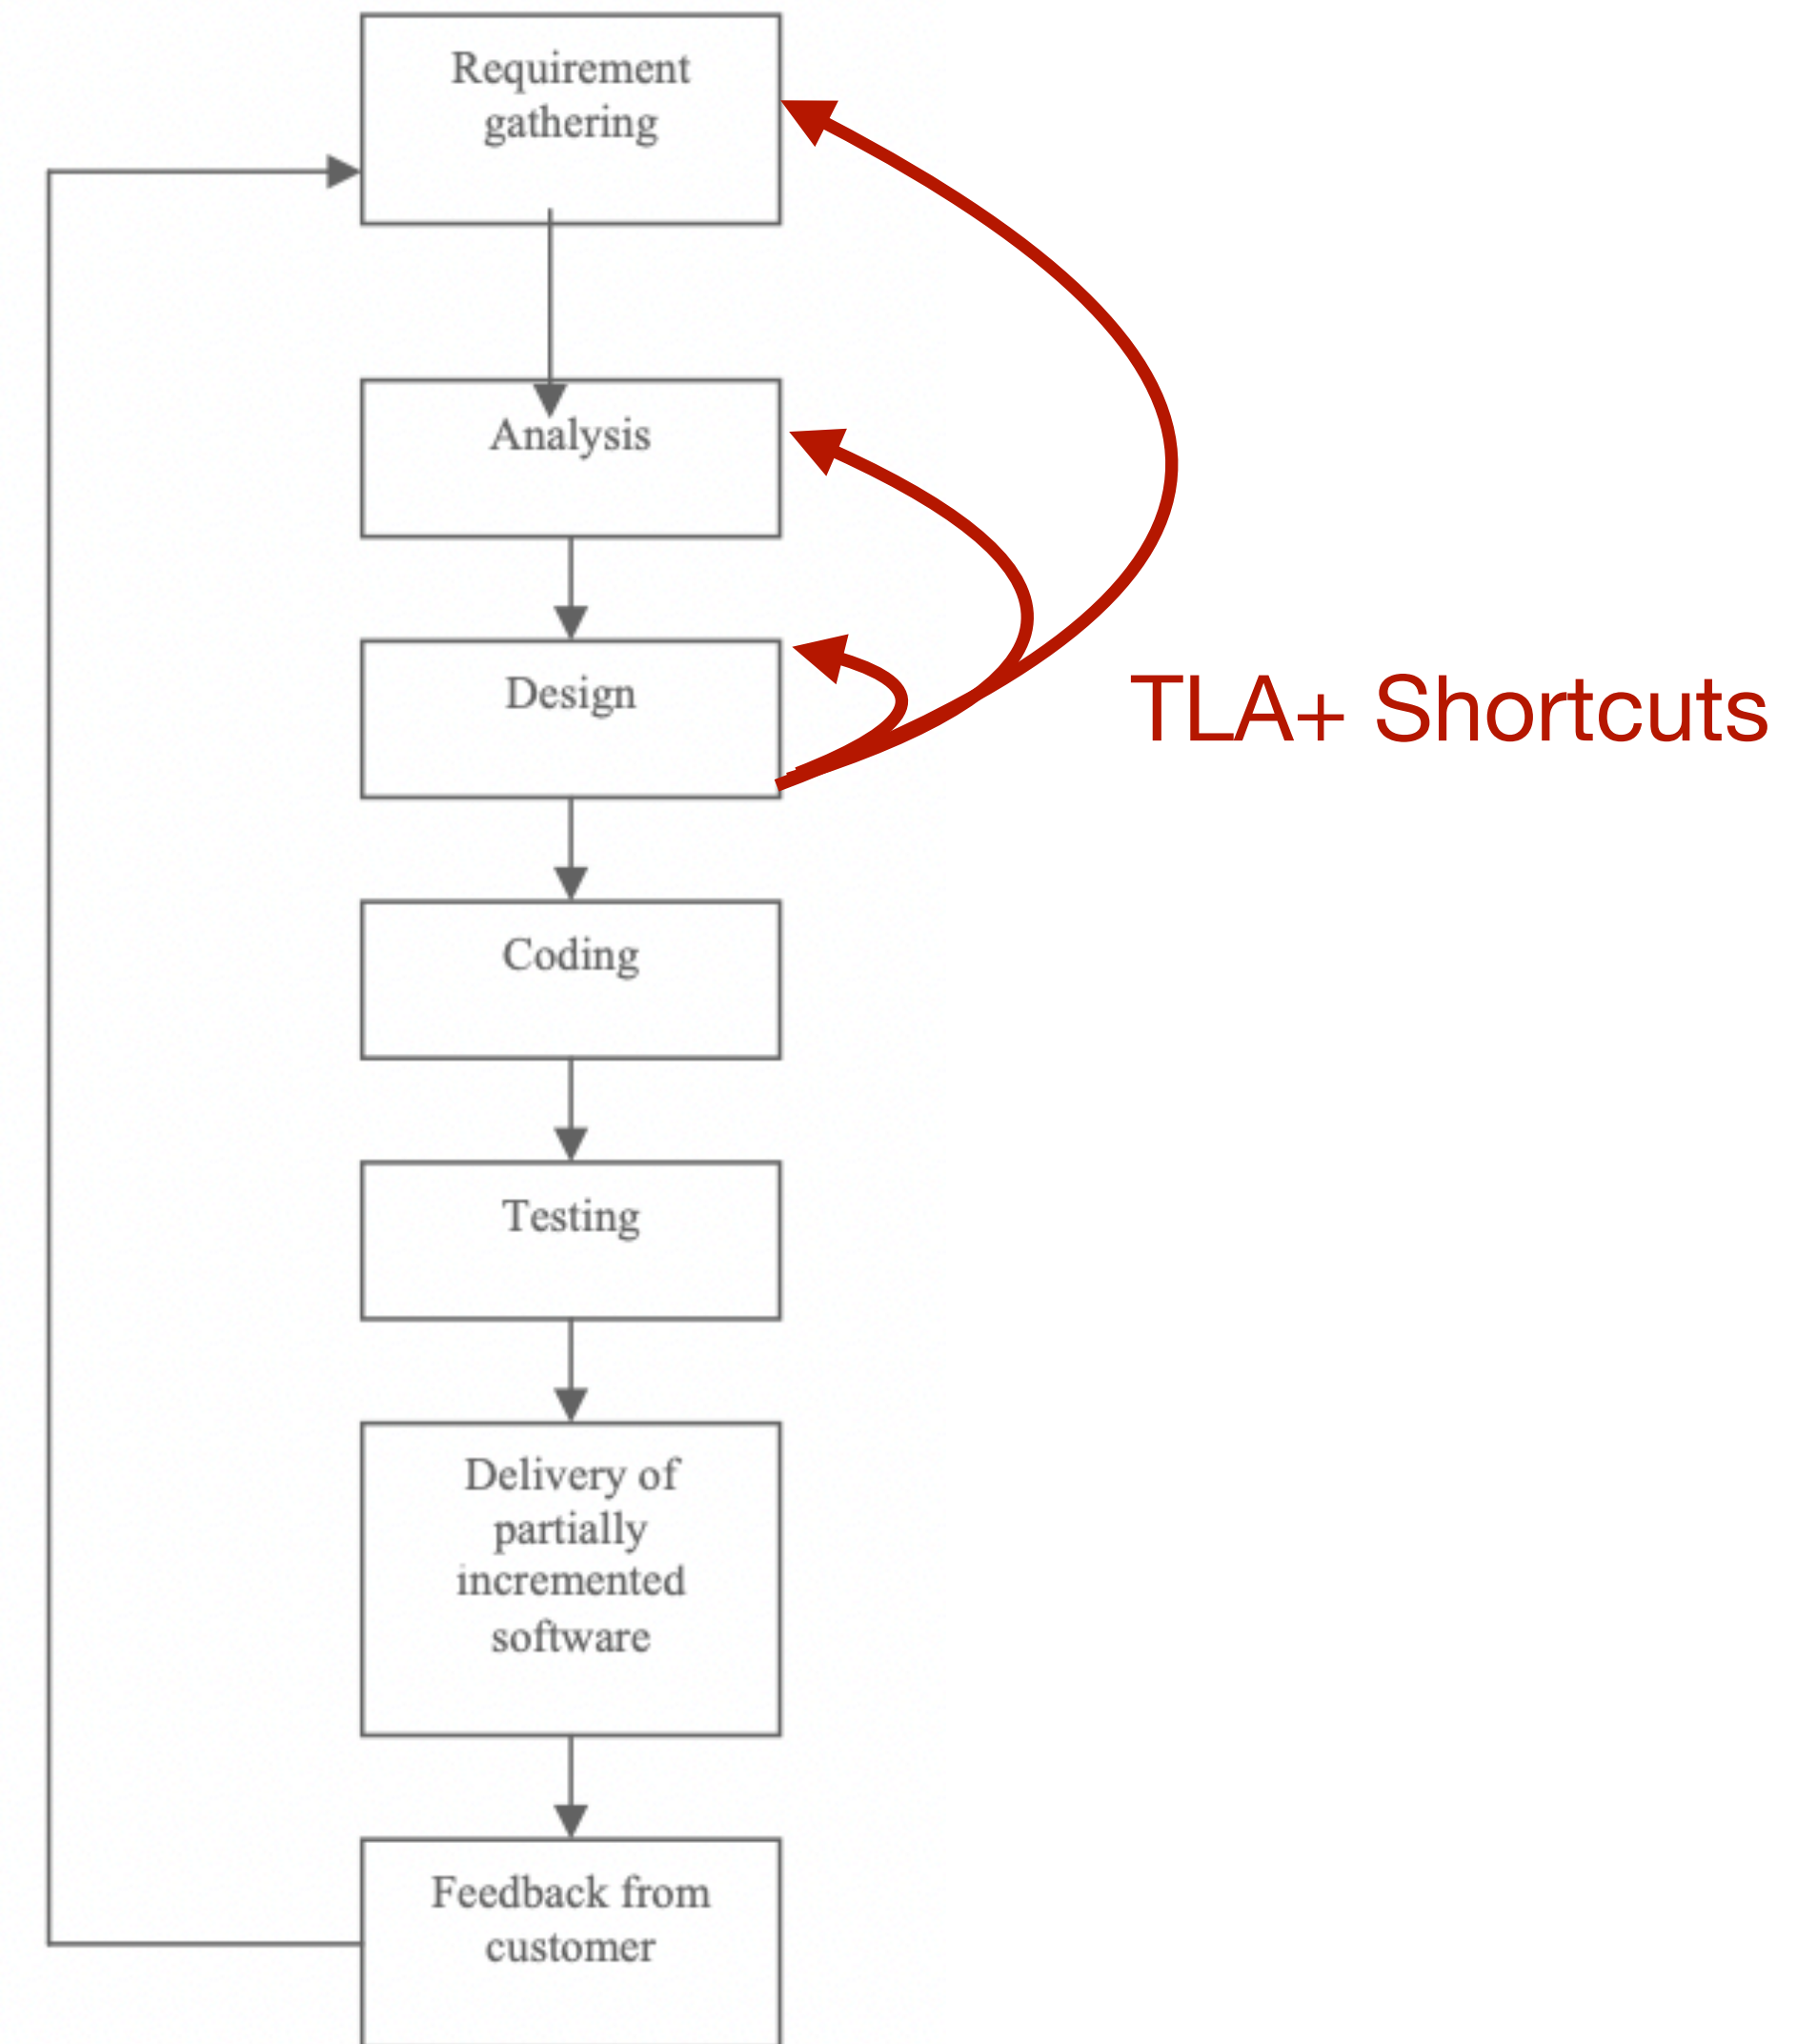 Requirement
gathering
Analysis
Design
TLA+ Shortcuts
Coding
Testing
Delivery of
partially
incremented
software
Feedback from
customer